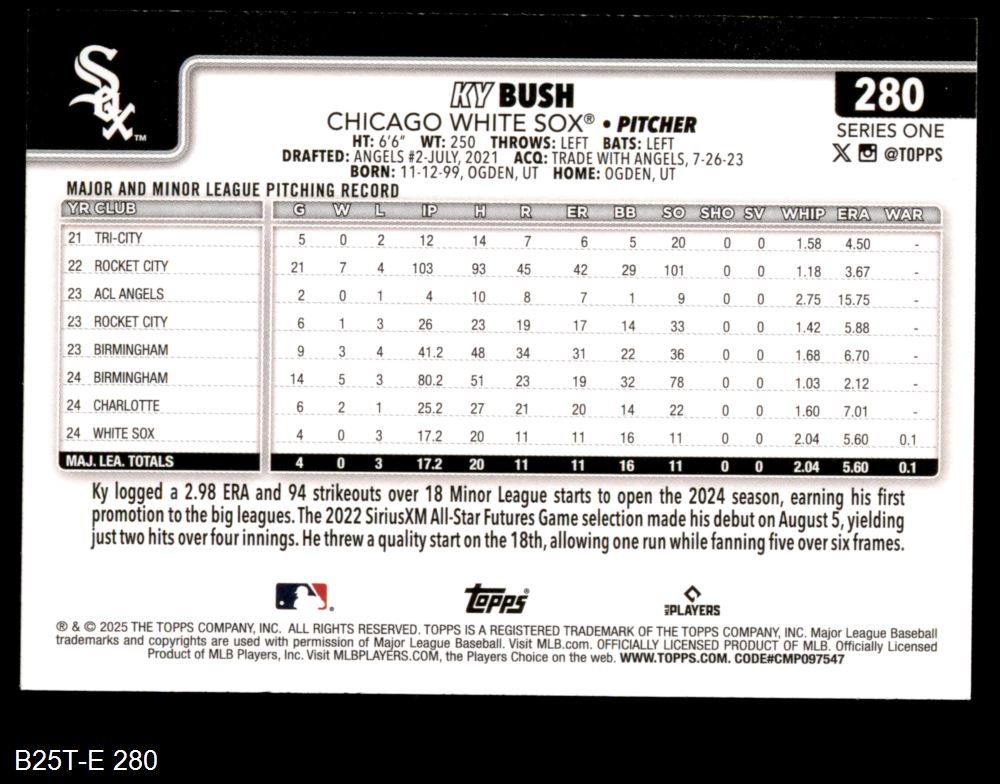 Sox
TM
KY BUSH
280
CHICAGO WHITE SOX® • PITCHER
SERIES ONE
HT: 6'6" WT: 250 THROWS: LEFT BATS: LEFT
@TOPPS
DRAFTED: ANGELS #2-JULY, 2021 ACQ: TRADE WITH ANGELS, 7-26-23
BORN: 11-12-99, OGDEN, UT HOME: OGDEN, UT
MAJOR AND MINOR LEAGUE PITCHING RECORD
YR CLUB G W L IP H R ER BB SO SHO SV WHIP ERA WAR
21 TRI-CITY 5 0 2 12 14 7 6 5 20 0 0 1.58 4.50 -
22 ROCKET CITY 21 7 4 103 93 45 42 29 101 0 0 1.18 3.67 -
23 ACL ANGELS 2 0 1 4 10 8 7 1 9 0 0 2.75 15.75 -
23 ROCKET CITY 6 1 3 26 23 19 17 14 33 0 0 1.42 5.88 -
23 BIRMINGHAM 9 3 4 41.2 48 34 31 22 36 0 0 1.68 6.70 -
24 BIRMINGHAM 14 5 3 80.2 51 23 19 32 78 0 0 1.03 2.12 -
24 CHARLOTTE 6 2 1 25.2 27 21 20 14 22 0 0 1.60 7.01 -
24 WHITE SOX 4 0 3 17.2 20 11 11 16 11 0 0 2.04 5.60 0.1
MAJ. LEA. TOTALS 4 0 3 17.2 20 11 11 16 11 0 0 2.04 5.60 0.1
Ky logged a 2.98 ERA and 94 strikeouts over 18 Minor League starts to open the 2024 season, earning his first
promotion to the big leagues. The 2022 SiriusXM All-Star Futures Game selection made his debut on August 5, yielding
just two hits over four innings. He threw a quality start on the 18th, allowing one run while fanning five over six frames.
topps®
MLB PLAYERS
® & © 2025 THE TOPPS COMPANY, INC. ALL RIGHTS RESERVED. TOPPS IS A REGISTERED TRADEMARK OF THE TOPPS COMPANY, INC. Major League Baseball
trademarks and copyrights are used with permission of Major League Baseball. Visit MLB.com. OFFICIALLY LICENSED PRODUCT OF MLB. Officially Licensed
Product of MLB Players, Inc. Visit MLBPLAYERS.COM, the Players Choice on the web. WWW.TOPPS.COM. CODE#CMP097547
B25T-E 280